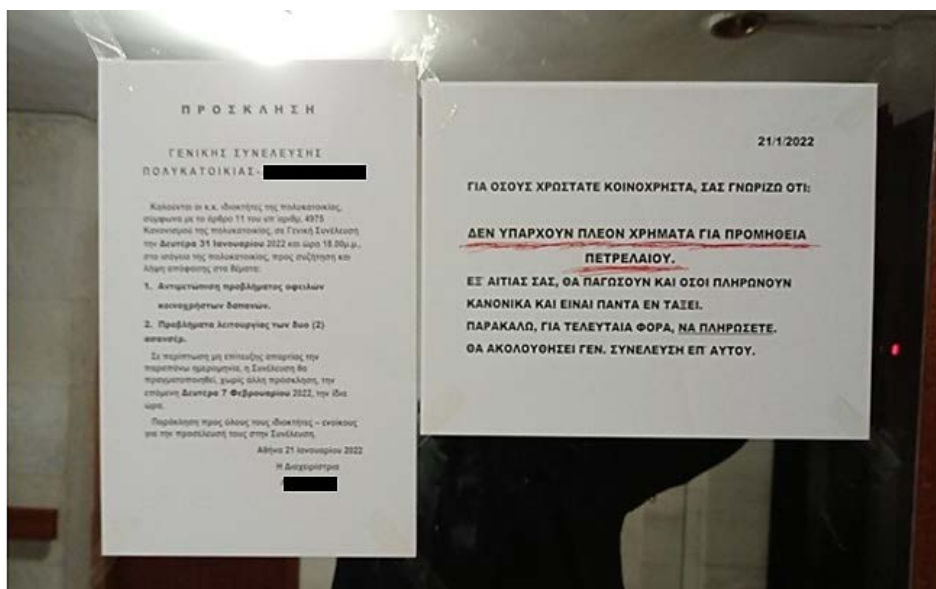 ΠΡΟΣΚΛΗΣΗ
ΓΕΝΙΚΗΣ ΣΥΝΕΛΕΥΣΗΣ
ΠΟΛΥΚΑΤΟΙΚΙΑΣ-
Καλούνται οι κ.κ. ιδιοκτήτες της πολυκατοικίας,
σύμφωνα με το άρθρο 11 του υπ΄αριθμ. 4975
Κανονισμού της πολυκατοικίας, σε Γενική Συνέλευση
την Δευτέρα 31 Ιανουαρίου 2022 και ώρα 18.00μ.μ.,
στο ισόγειο της πολυκατοικίας, προς συζήτηση και
λήψη απόφασης στα θέματα:
1. Αντιμετώπιση προβλήματος οφειλών
κοινοχρήστων δαπανών.
2. Προβλήματα λειτουργίας των δυο (2)
ασανσέρ.
Σε περίπτωση μη επίτευξης απαρτίας την
παραπάνω ημερομηνία, η Συνέλευση θα
πραγματοποιηθεί, χωρίς άλλη πρόσκληση, την
επόμενη Δευτέρα 7 Φεβρουαρίου 2022, την ίδια
ώρα.
Παράκληση προς όλους τους ιδιοκτήτες – ενοίκους
για την προσέλευσή τους στην Συνέλευση.
Αθήνα 21 Ιανουαρίου 2022
Η Διαχειρίστρια
21/1/2022
ΓΙΑ ΟΣΟΥΣ ΧΡΩΣΤΑΤΕ ΚΟΙΝΟΧΡΗΣΤΑ, ΣΑΣ ΓΝΩΡΙΖΩ ΟΤΙ:
ΔΕΝ ΥΠΑΡΧΟΥΝ ΠΛΕΟΝ ΧΡΗΜΑΤΑ ΓΙΑ ΠΡΟΜΗΘΕΙΑ
ΠΕΤΡΕΛΑΙΟΥ.
ΕΞ΄ ΑΙΤΙΑΣ ΣΑΣ, ΘΑ ΠΑΓΩΣΟΥΝ ΚΑΙ ΟΣΟΙ ΠΛΗΡΩΝΟΥΝ
ΚΑΝΟΝΙΚΑ ΚΑΙ ΕΙΝΑΙ ΠΑΝΤΑ ΕΝ ΤΑΞΕΙ.
ΠΑΡΑΚΑΛΩ, ΓΙΑ ΤΕΛΕΥΤΑΙΑ ΦΟΡΑ, ΝΑ ΠΛΗΡΩΣΕΤΕ.
ΘΑ ΑΚΟΛΟΥΘΗΣΕΙ ΓΕΝ. ΣΥΝΕΛΕΥΣΗ ΕΠ΄ ΑΥΤΟΥ.